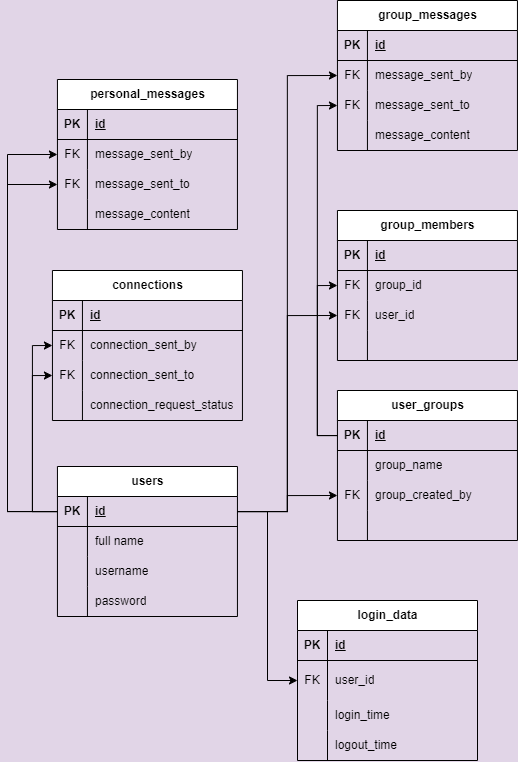 group_messages
PK id
FK message_sent_by
FK message_sent_to
message_content
personal_messages
PK id
FK message_sent_by
FK message_sent_to
message_content
group_members
PK id
FK group_id
FK user_id
connections
PK id
FK connection_sent_by
FK connection_sent_to
connection_request_status
user_groups
PK id
group_name
FK group_created_by
users
PK id
full name
username
password
login_data
PK id
FK user_id
login_time
logout_time